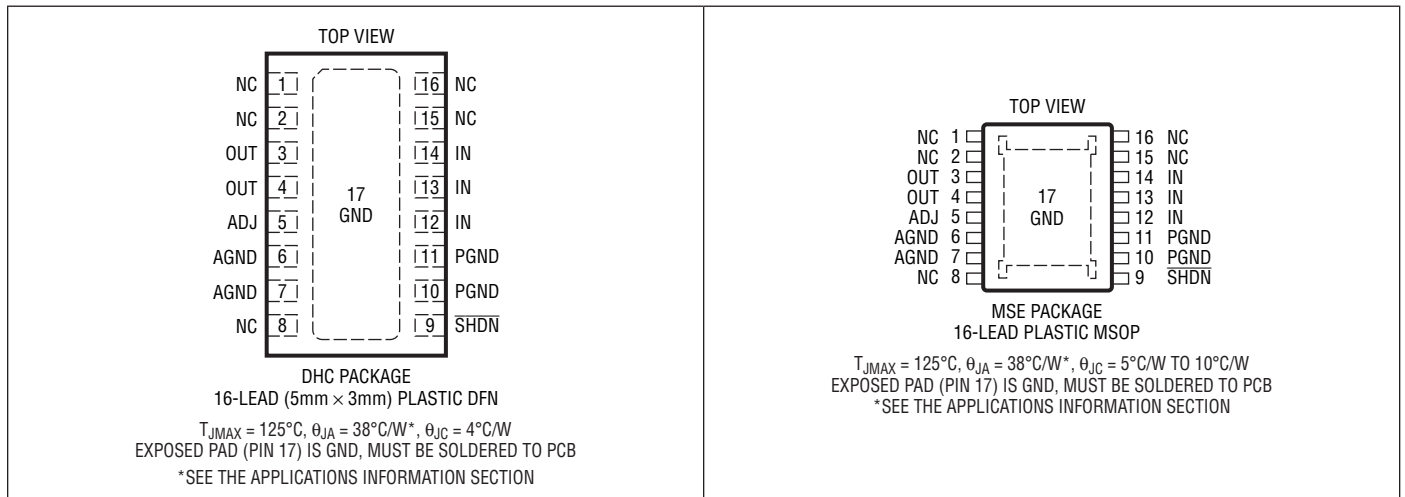 TOP VIEW
NC 1 16 NC
NC 2 15 NC
OUT 3 14 IN
OUT 4 13 IN
ADJ 5 12 IN
AGND 6 11 PGND
AGND 7 10 PGND
NC 8 9 SHDN
17
GND
DHC PACKAGE
16-LEAD (5mm × 3mm) PLASTIC DFN
TJMAX = 125°C, θJA = 38°C/W*, θJC = 4°C/W
EXPOSED PAD (PIN 17) IS GND, MUST BE SOLDERED TO PCB
*SEE THE APPLICATIONS INFORMATION SECTION
TOP VIEW
NC 1 16 NC
NC 2 15 NC
OUT 3 14 IN
OUT 4 13 IN
ADJ 5 12 IN
AGND 6 11 PGND
AGND 7 10 PGND
NC 8 9 SHDN
17
GND
MSE PACKAGE
16-LEAD PLASTIC MSOP
TJMAX = 125°C, θJA = 38°C/W*, θJC = 5°C/W TO 10°C/W
EXPOSED PAD (PIN 17) IS GND, MUST BE SOLDERED TO PCB
*SEE THE APPLICATIONS INFORMATION SECTION